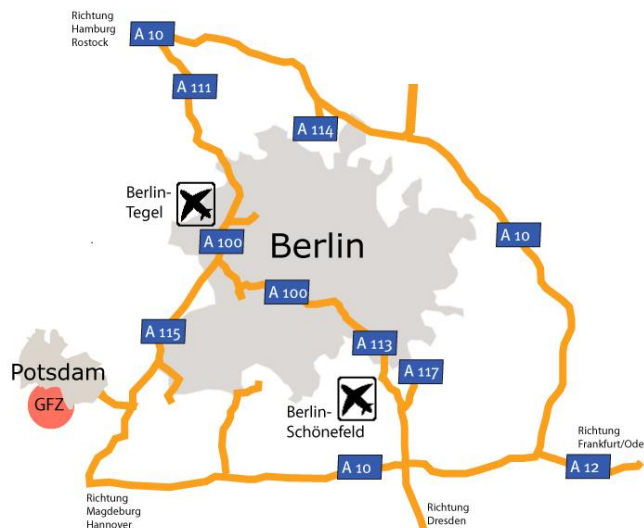 Richtung
Hamburg
Rostock
A 10
A 111
A 114
Berlin-
Tegel
A 100
Berlin
A 10
A 100
A 115
A 113
Potsdam
GFZ
A 117
Berlin-
Schönefeld
Richtung
Frankfurt/Ode
A 10
A 12
Richtung
Magdeburg
Hannover
Richtung
Dresden